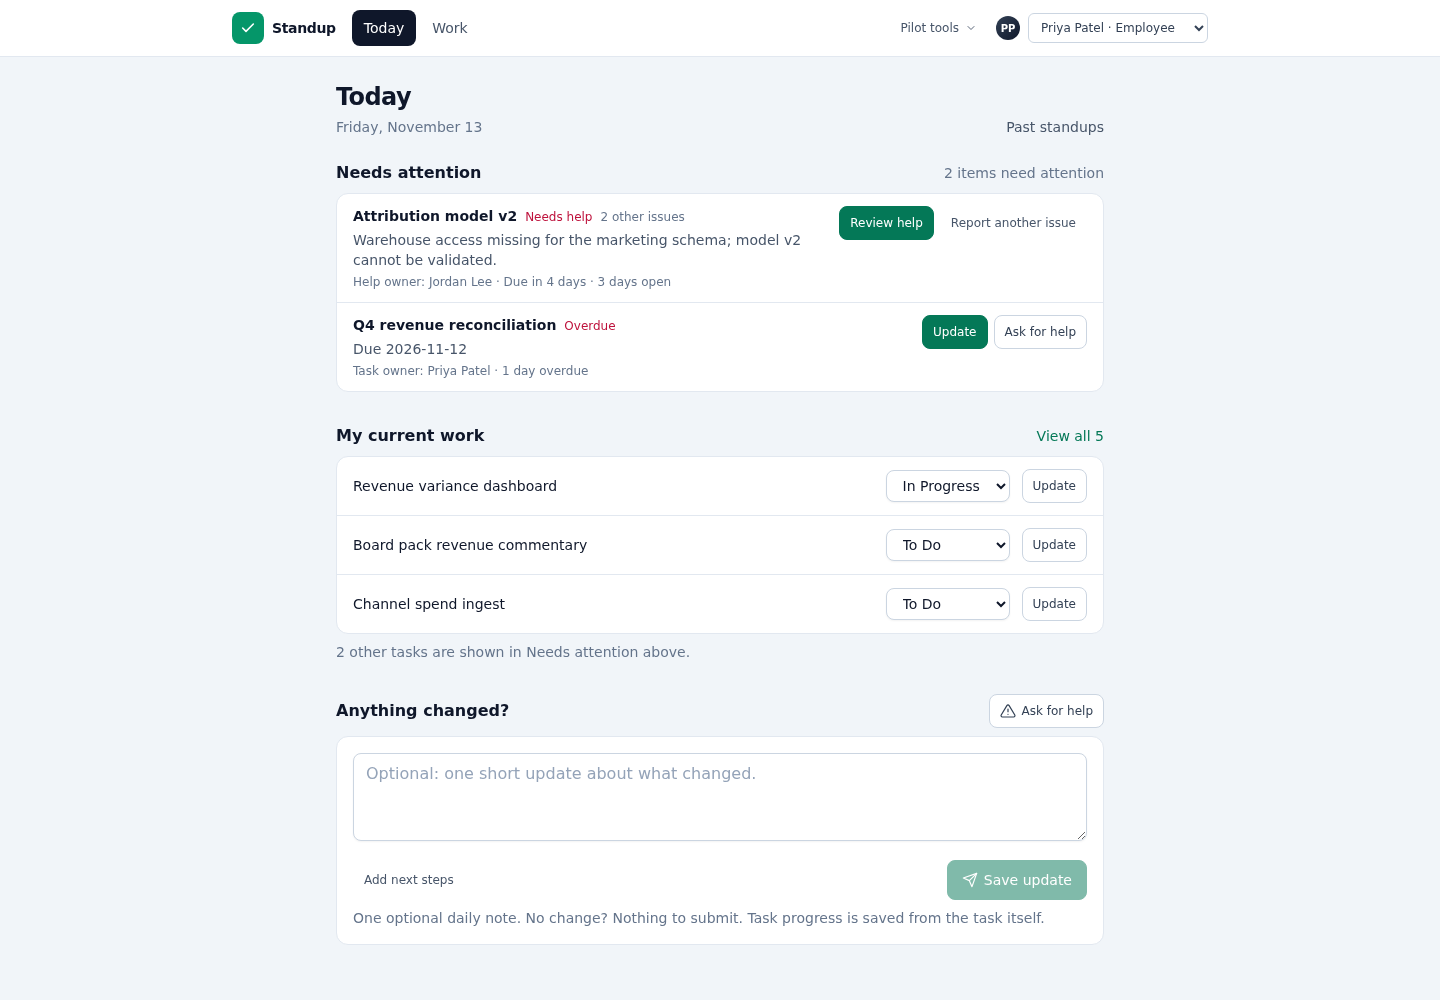 Standup
Today
Work
Pilot tools
PP
Priya Patel · Employee
Today
Friday, November 13
Past standups
Needs attention
2 items need attention
Attribution model v2 Needs help 2 other issues
Review help
Report another issue
Warehouse access missing for the marketing schema; model v2
cannot be validated.
Help owner: Jordan Lee · Due in 4 days · 3 days open
Q4 revenue reconciliation Overdue
Update
Ask for help
Due 2026-11-12
Task owner: Priya Patel · 1 day overdue
My current work
View all 5
Revenue variance dashboard
In Progress
Update
Board pack revenue commentary
To Do
Update
Channel spend ingest
To Do
Update
2 other tasks are shown in Needs attention above.
Anything changed?
Ask for help
Optional: one short update about what changed.
Add next steps
Save update
One optional daily note. No change? Nothing to submit. Task progress is saved from the task itself.